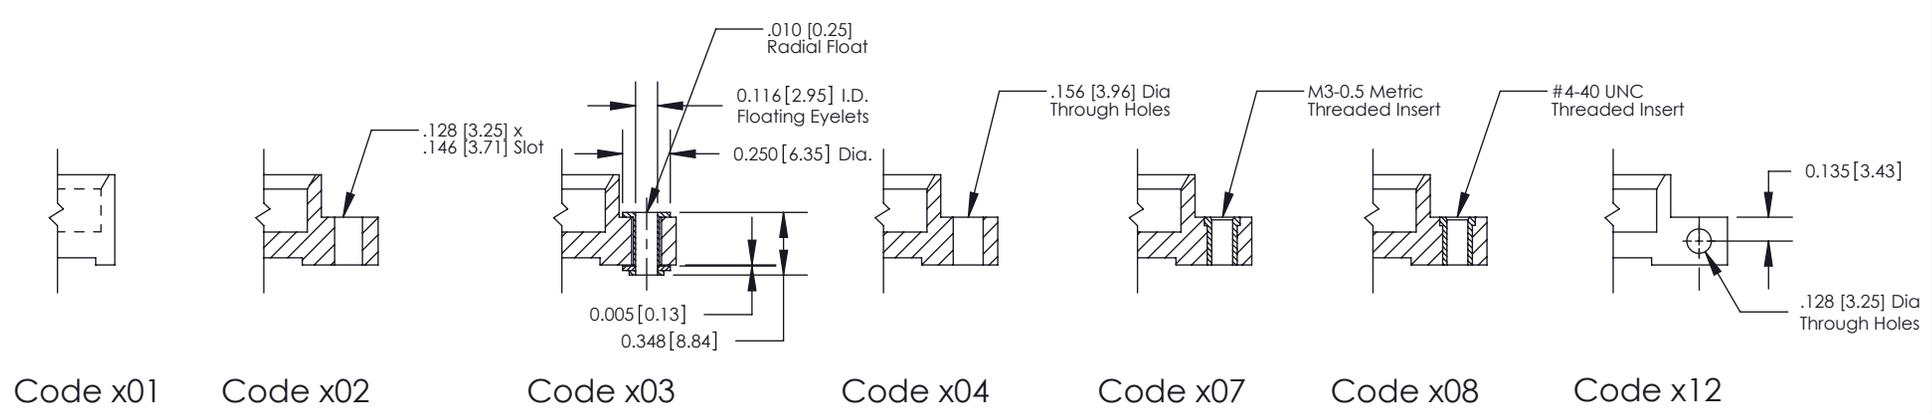 .010 [0.25]
Radial Float
0.116[2.95] I.D.
Floating Eyelets
0.250[6.35] Dia.
.128 [3.25] x
.146 [3.71] Slot
0.005[0.13]
0.348[8.84]
.156 [3.96] Dia
Through Holes
M3-0.5 Metric
Threaded Insert
#4-40 UNC
Threaded Insert
0.135[3.43]
.128 [3.25] Dia
Through Holes
Code x01
Code x02
Code x03
Code x04
Code x07
Code x08
Code x12